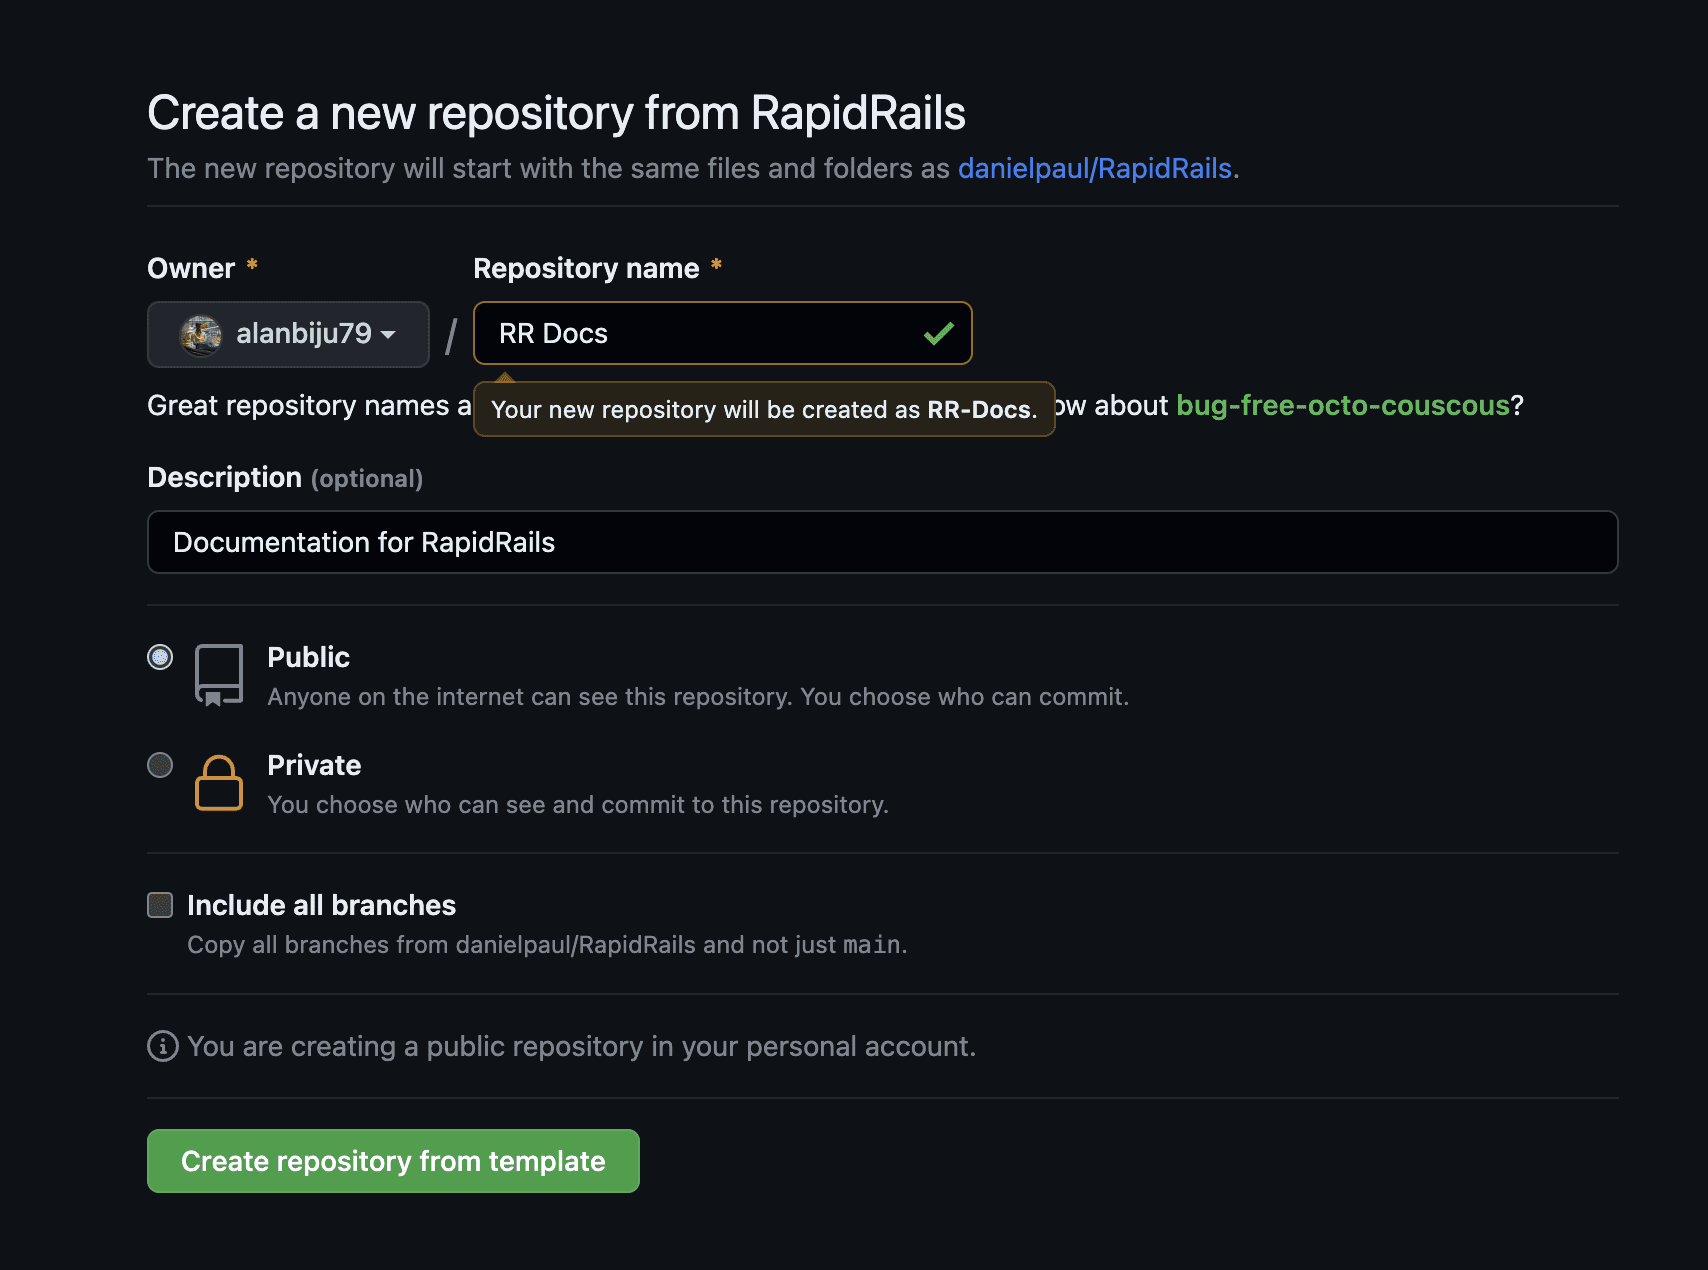 Create a new repository from RapidRails
The new repository will start with the same files and folders as danielpaul/RapidRails.
Owner *
Repository name *
alanbiju79
/
RR Docs
Great repository names a
Your new repository will be created as RR-Docs.
ow about bug-free-octo-couscous?
Description (optional)
Documentation for RapidRails
Public
Anyone on the internet can see this repository. You choose who can commit.
Private
You choose who can see and commit to this repository.
Include all branches
Copy all branches from danielpaul/RapidRails and not just main.
You are creating a public repository in your personal account.
Create repository from template